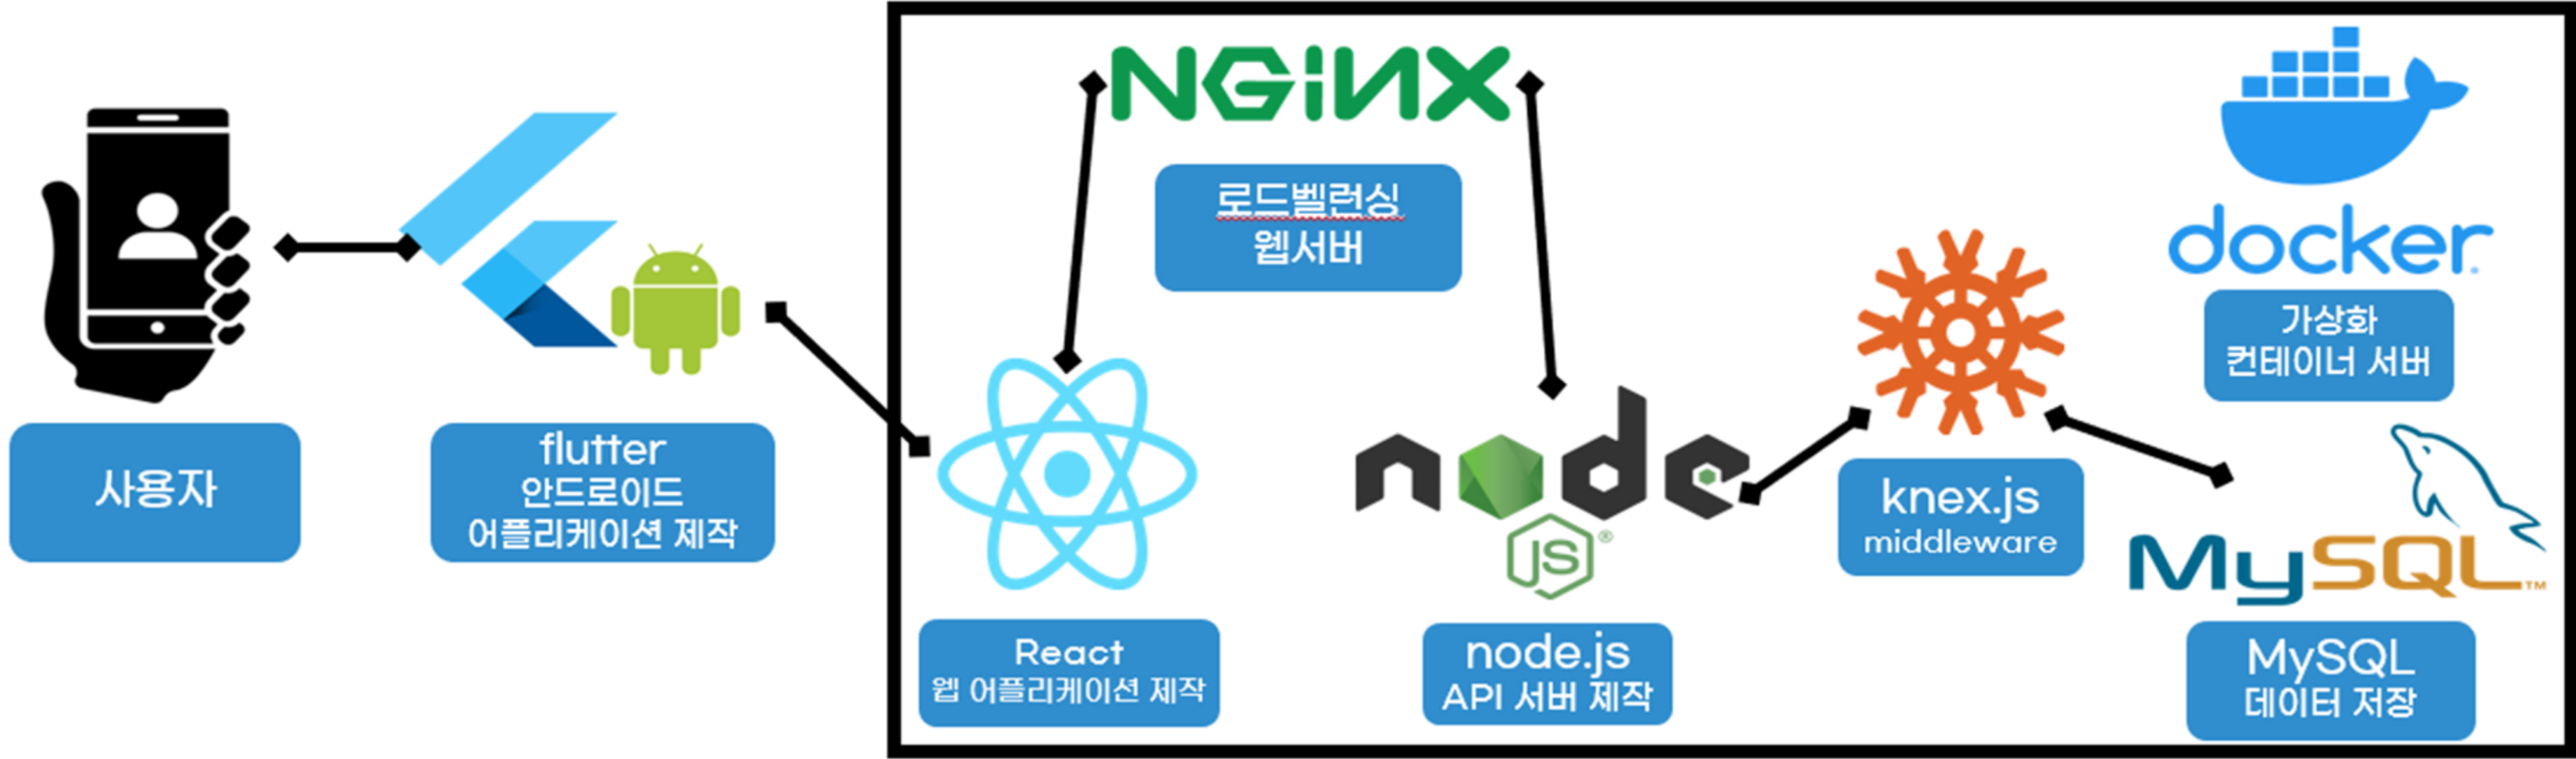 NGINX
로드벨런싱
웹서버
docker
가상화
컨테이너 서버
사용자
flutter
안드로이드
어플리케이션 제작
React
웹 어플리케이션 제작
node
JS®
node.js
API 서버 제작
knex.js
middleware
MySQL™
MySQL
데이터 저장